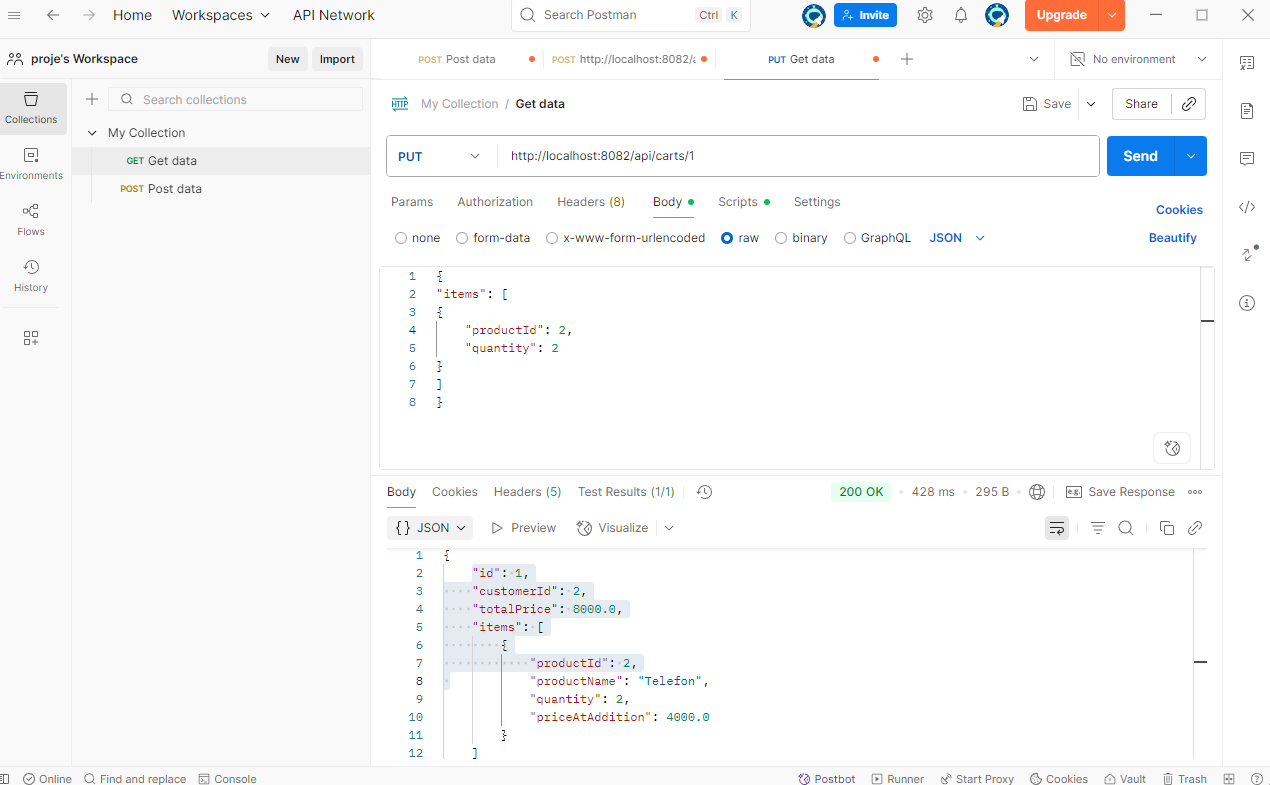 Home Workspaces API Network Search Postman Ctrl K Invite Upgrade
proje's Workspace New Import POST Post data POST http://localhost:8082/a PUT Get data No environment
Collections
Search collections
My Collection / Get data Save Share
My Collection
GET Get data
POST Post data
Environments
Flows
History
PUT http://localhost:8082/api/carts/1 Send
Params Authorization Headers (8) Body Scripts Settings Cookies
none form-data x-www-form-urlencoded raw binary GraphQL JSON Beautify
1 {
2 "items": [
3 {
4 "productId": 2,
5 "quantity": 2
6 }
7 ]
8 }
Body Cookies Headers (5) Test Results (1/1) 200 OK • 428 ms • 295 B • e.g. Save Response
{} JSON Preview Visualize
1 {
2 "id": 1,
3 "customerId": 2,
4 "totalPrice": 8000.0,
5 "items": [
6 {
7 "productId": 2,
8 "productName": "Telefon",
9 "quantity": 2,
10 "priceAtAddition": 4000.0
11 }
12 ]
Online Find and replace Console Postbot Runner Start Proxy Cookies Vault Trash